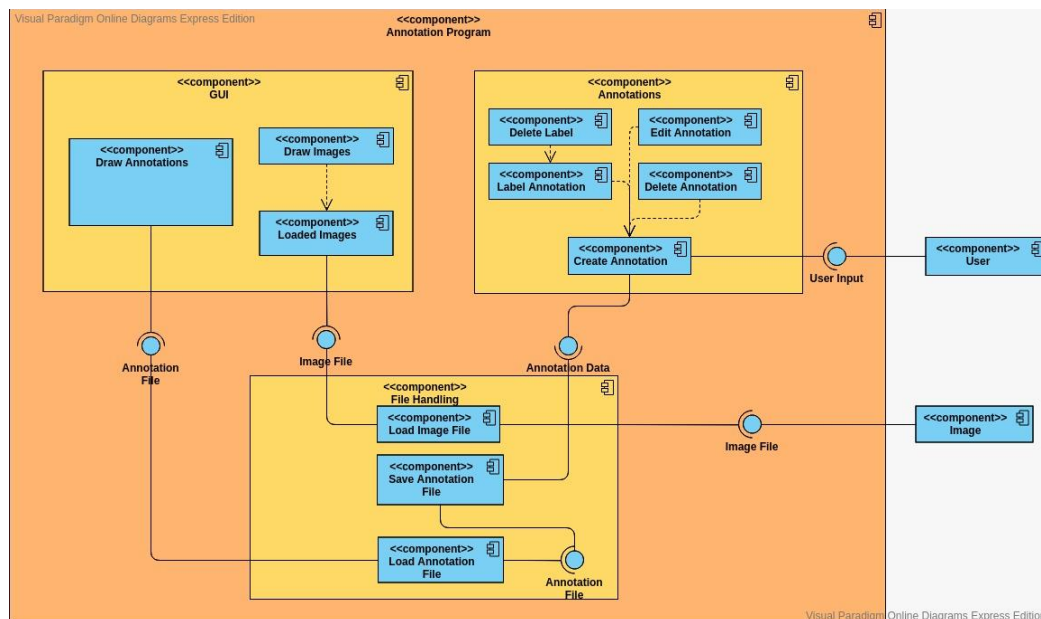 Visual Paradigm Online Diagrams Express Edition
<<component>>
Annotation Program
<<component>>
GUI
<<component>>
Draw Annotations
<<component>>
Draw Images
<<component>>
Loaded Images
<<component>>
Annotations
<<component>>
Delete Label
<<component>>
Edit Annotation
<<component>>
Label Annotation
<<component>>
Delete Annotation
<<component>>
Create Annotation
User Input
<<component>>
User
Annotation
File
Image File
Annotation Data
<<component>>
File Handling
<<component>>
Load Image File
Image File
<<component>>
Image
<<component>>
Save Annotation
File
<<component>>
Load Annotation
File
Annotation
File
Visual Paradigm Online Diagrams Express Edition